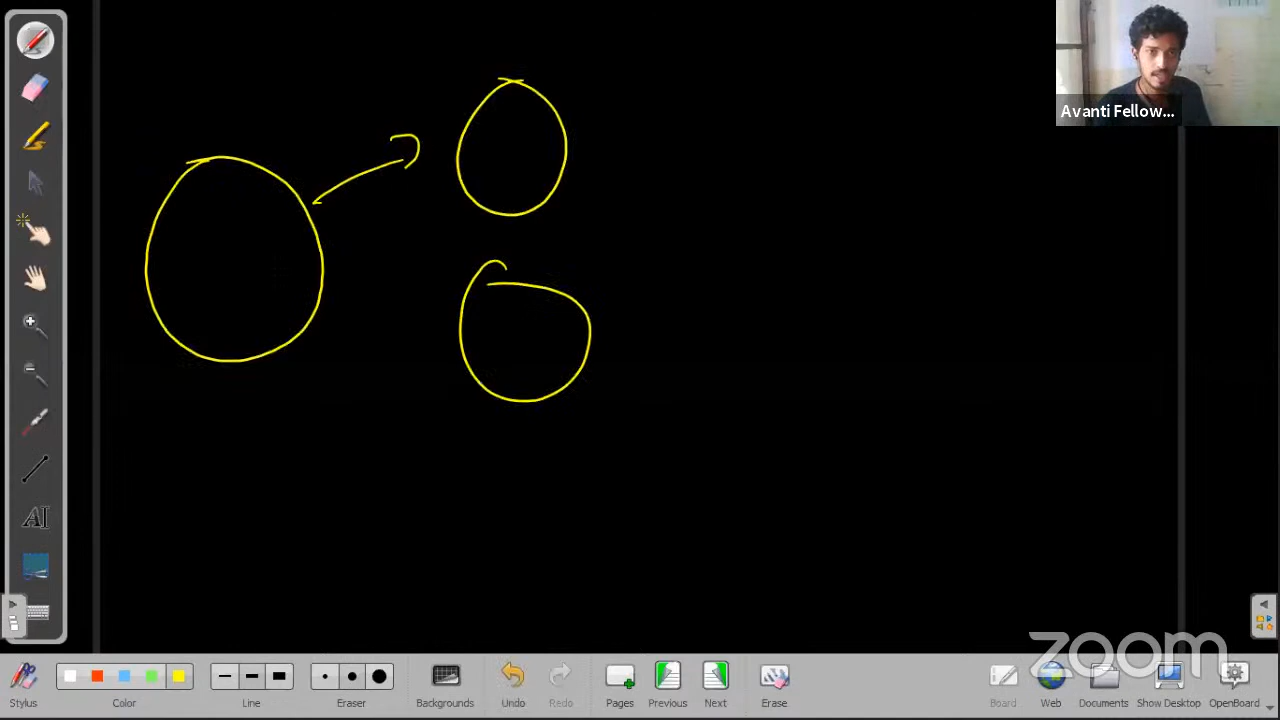 Avanti Fellow...
AI
zoom
Stylus
Color
Line
Eraser
Backgrounds
Undo
Redo
Pages
Previous
Next
Erase
Board
Web
Documents
Show Desktop
OpenBoard